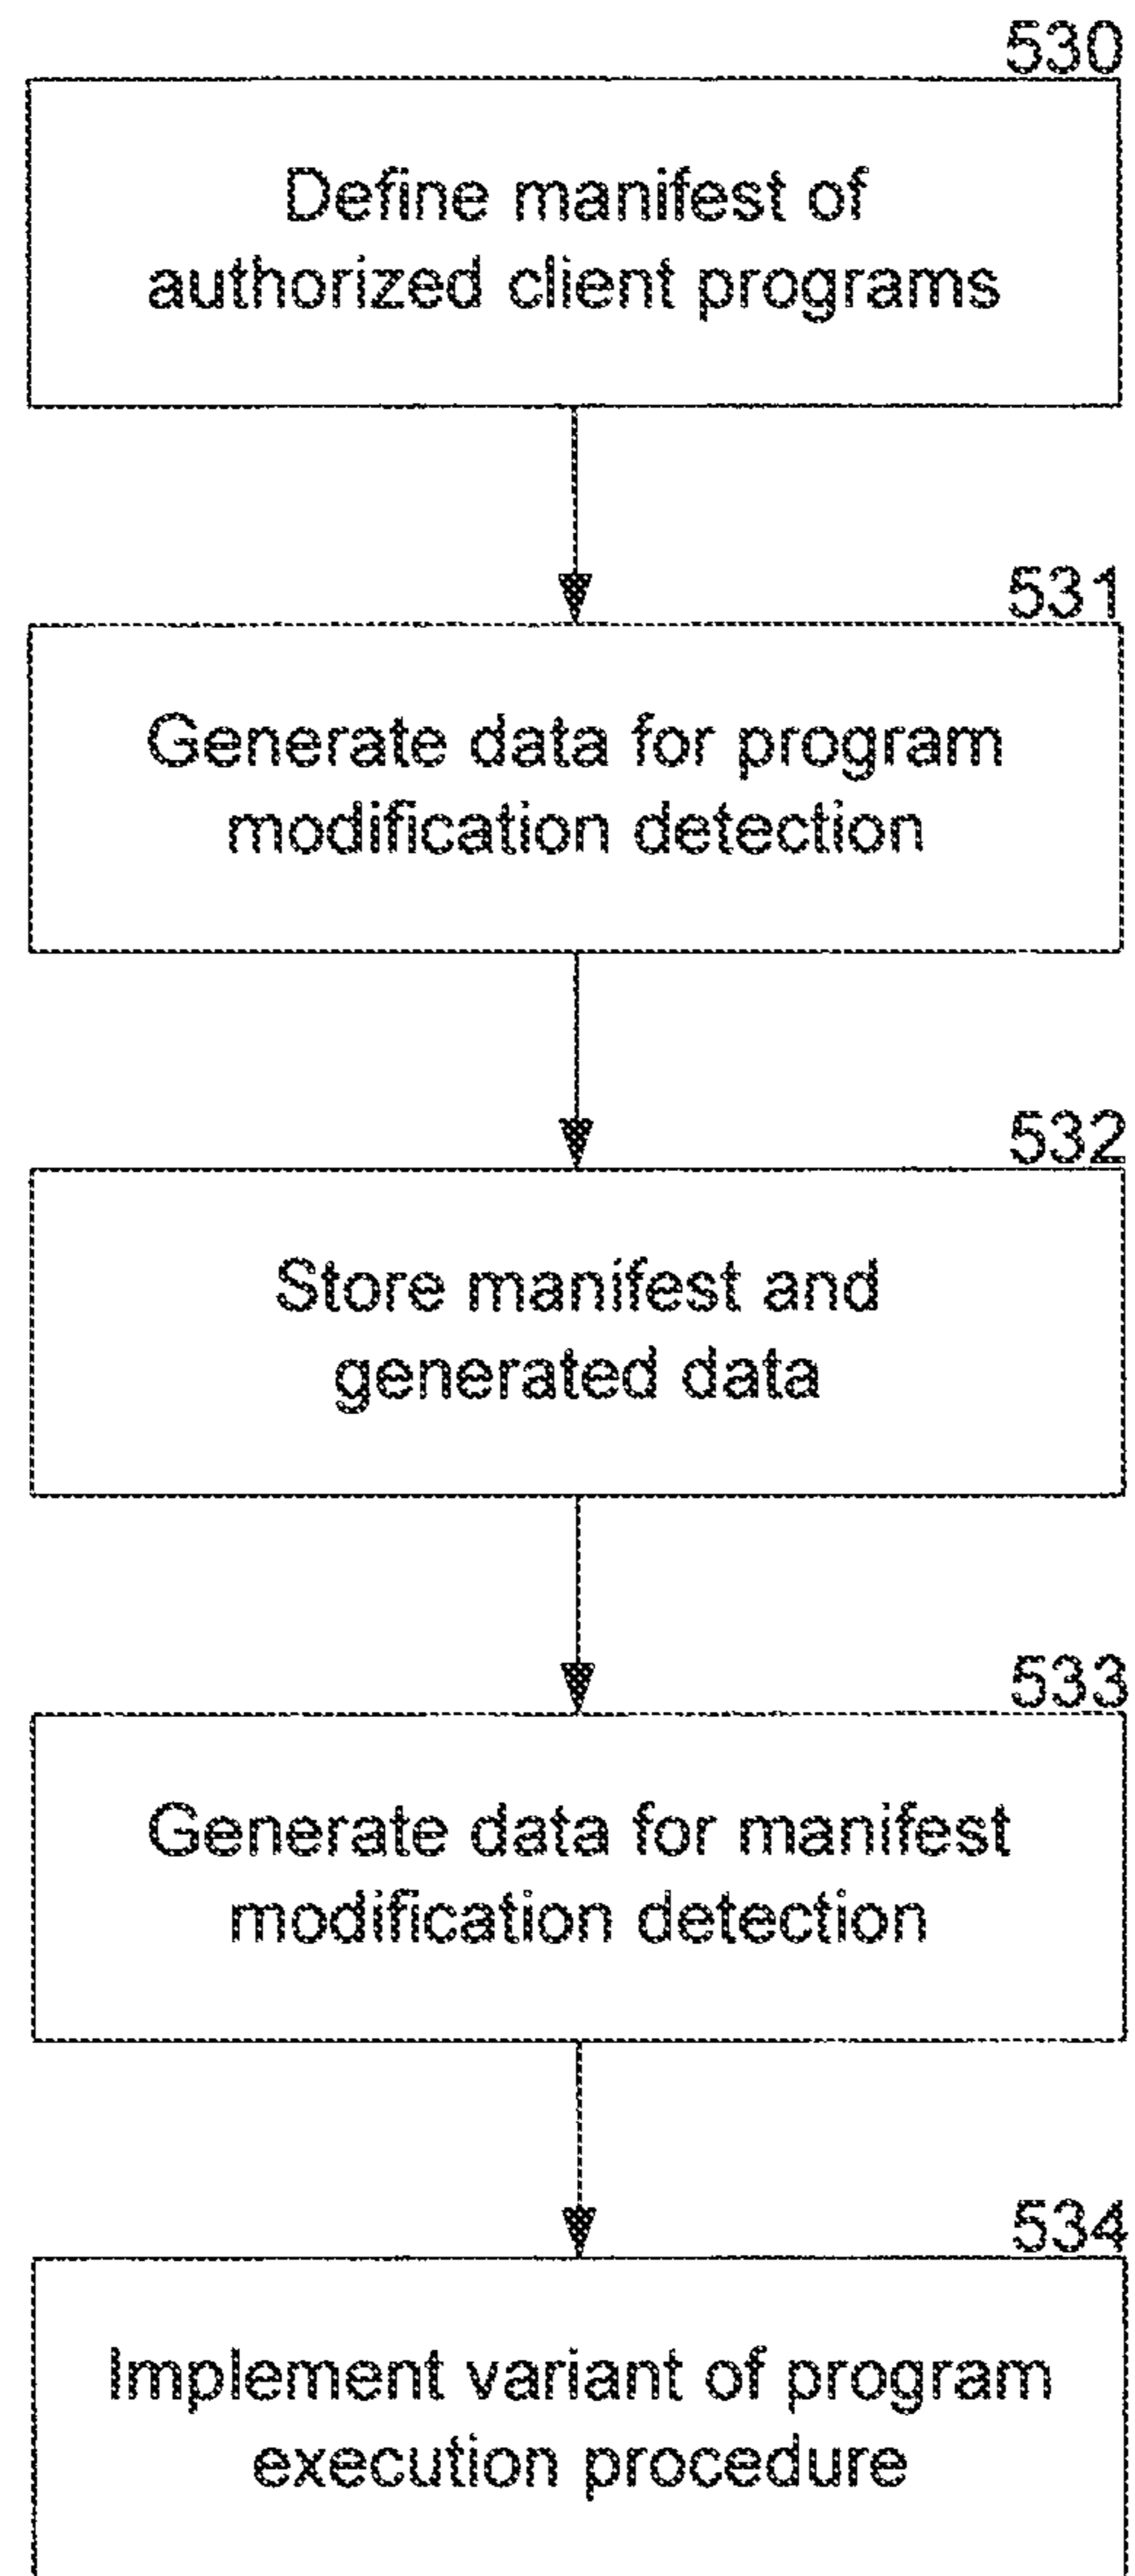 530
Define manifest of
authorized client programs
531
Generate data for program
modification detection
532
Store manifest and
generated data
533
Generate data for manifest
modification detection
534
Implement variant of program
execution procedure